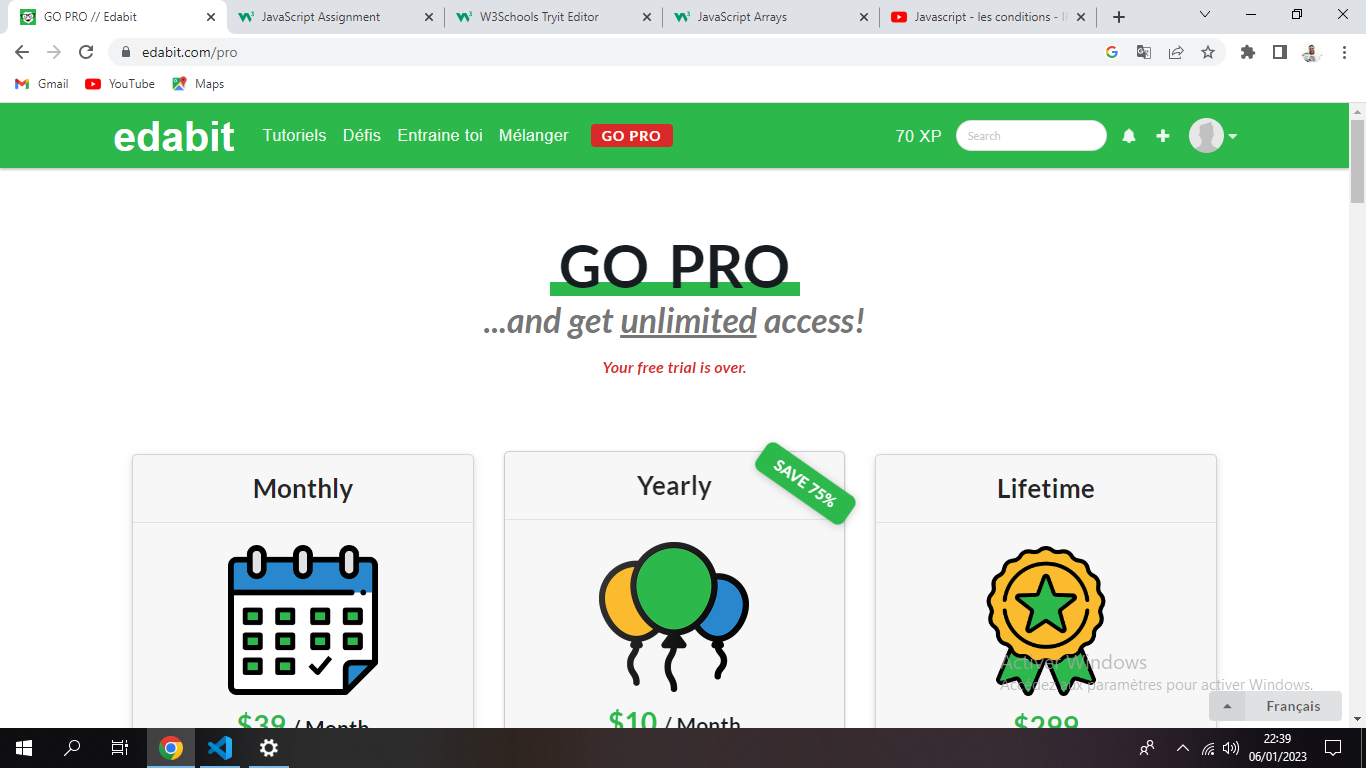 GO PRO // Edabit
JavaScript Assignment
W3Schools Tryit Editor
JavaScript Arrays
Javascript - les conditions -
edabit.com/pro
Gmail
YouTube
Maps
edabit
Tutoriels
Défis
Entraine toi
Mélanger
GO PRO
70 XP
Search
GO PRO
...and get unlimited access!
Your free trial is over.
Monthly
Yearly
SAVE 75%
Lifetime
$39 / Month
$10 / Month
$299
Activer Windows
Accédez aux paramètres pour activer Windows.
Français
22:39
06/01/2023